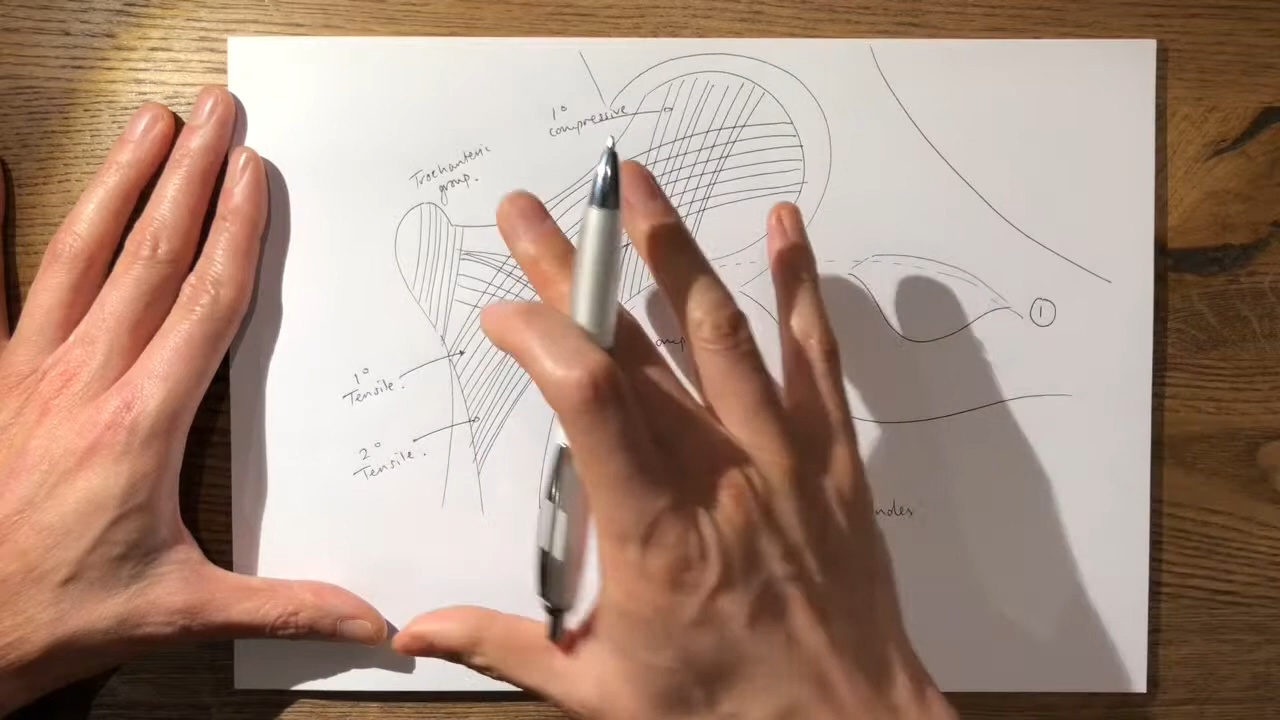 1°
compressive
Trochanteric
group.
1°
Tensile.
2°
Tensile.
1